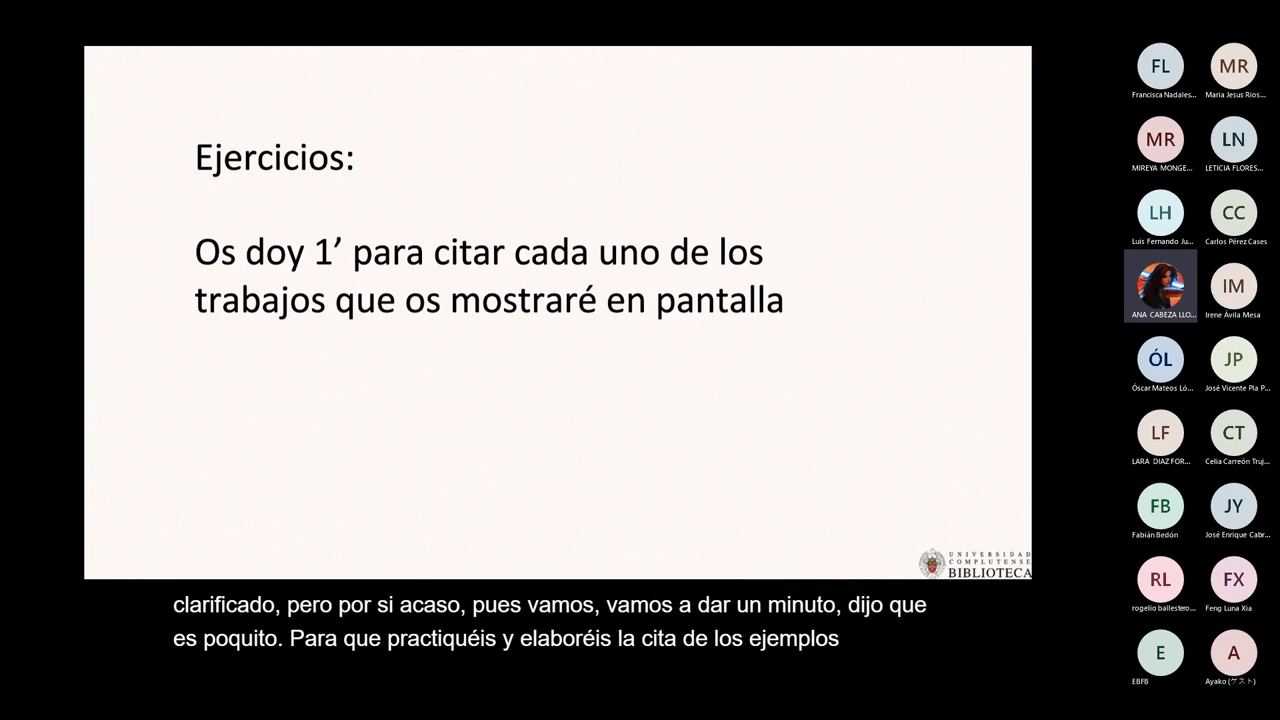 Ejercicios:
Os doy 1’ para citar cada uno de los
trabajos que os mostraré en pantalla
UNIVERSIDAD
COMPLUTENSE
BIBLIOTECA
clarificado, pero por si acaso, pues vamos, vamos a dar un minuto, dijo que
es poquito. Para que practiquéis y elaboréis la cita de los ejemplos
FL
Francisca Nadales...
MR
Maria Jesus Ríos...
MR
MIREYA MONGE...
LN
LETICIA FLORES...
LH
Luis Fernando Ju...
CC
Carlos Pérez Cases
ANA CABEZA LLO...
IM
Irene Ávila Mesa
ÓL
Óscar Mateos Ló...
JP
José Vicente Pla P...
LF
LARA DIAZ FOR...
CT
Celia Carreón Truj...
FB
Fabián Bedón
JY
José Enrique Cabr...
RL
rogelio ballestero...
FX
Feng Luna Xia
E
EBFB
A
Ayako (ゲスト)